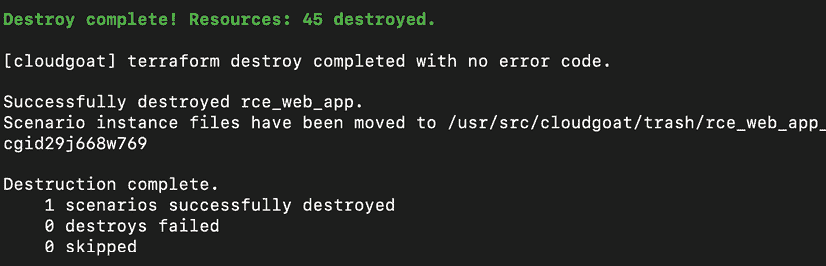 Destroy complete! Resources: 45 destroyed.
[cloudgoat] terraform destroy completed with no error code.
Successfully destroyed rce_web_app.
Scenario instance files have been moved to /usr/src/cloudgoat/trash/rce_web_app_
cgid29j668w769
Destruction complete.
1 scenarios successfully destroyed
0 destroys failed
0 skipped